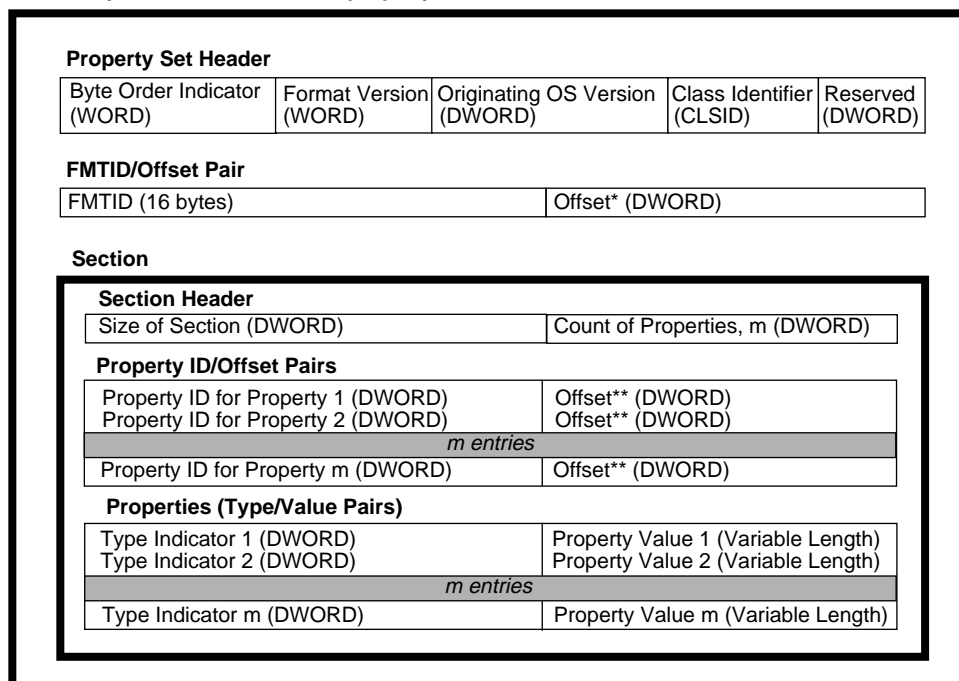 Property Set Header
Byte Order Indicator (WORD)
Format Version (WORD)
Originating OS Version (DWORD)
Class Identifier (CLSID)
Reserved (DWORD)
FMTID/Offset Pair
FMTID (16 bytes)
Offset* (DWORD)
Section
Section Header
Size of Section (DWORD)
Count of Properties, m (DWORD)
Property ID/Offset Pairs
Property ID for Property 1 (DWORD)
Offset** (DWORD)
Property ID for Property 2 (DWORD)
Offset** (DWORD)
m entries
Property ID for Property m (DWORD)
Offset** (DWORD)
Properties (Type/Value Pairs)
Type Indicator 1 (DWORD)
Property Value 1 (Variable Length)
Type Indicator 2 (DWORD)
Property Value 2 (Variable Length)
m entries
Type Indicator m (DWORD)
Property Value m (Variable Length)